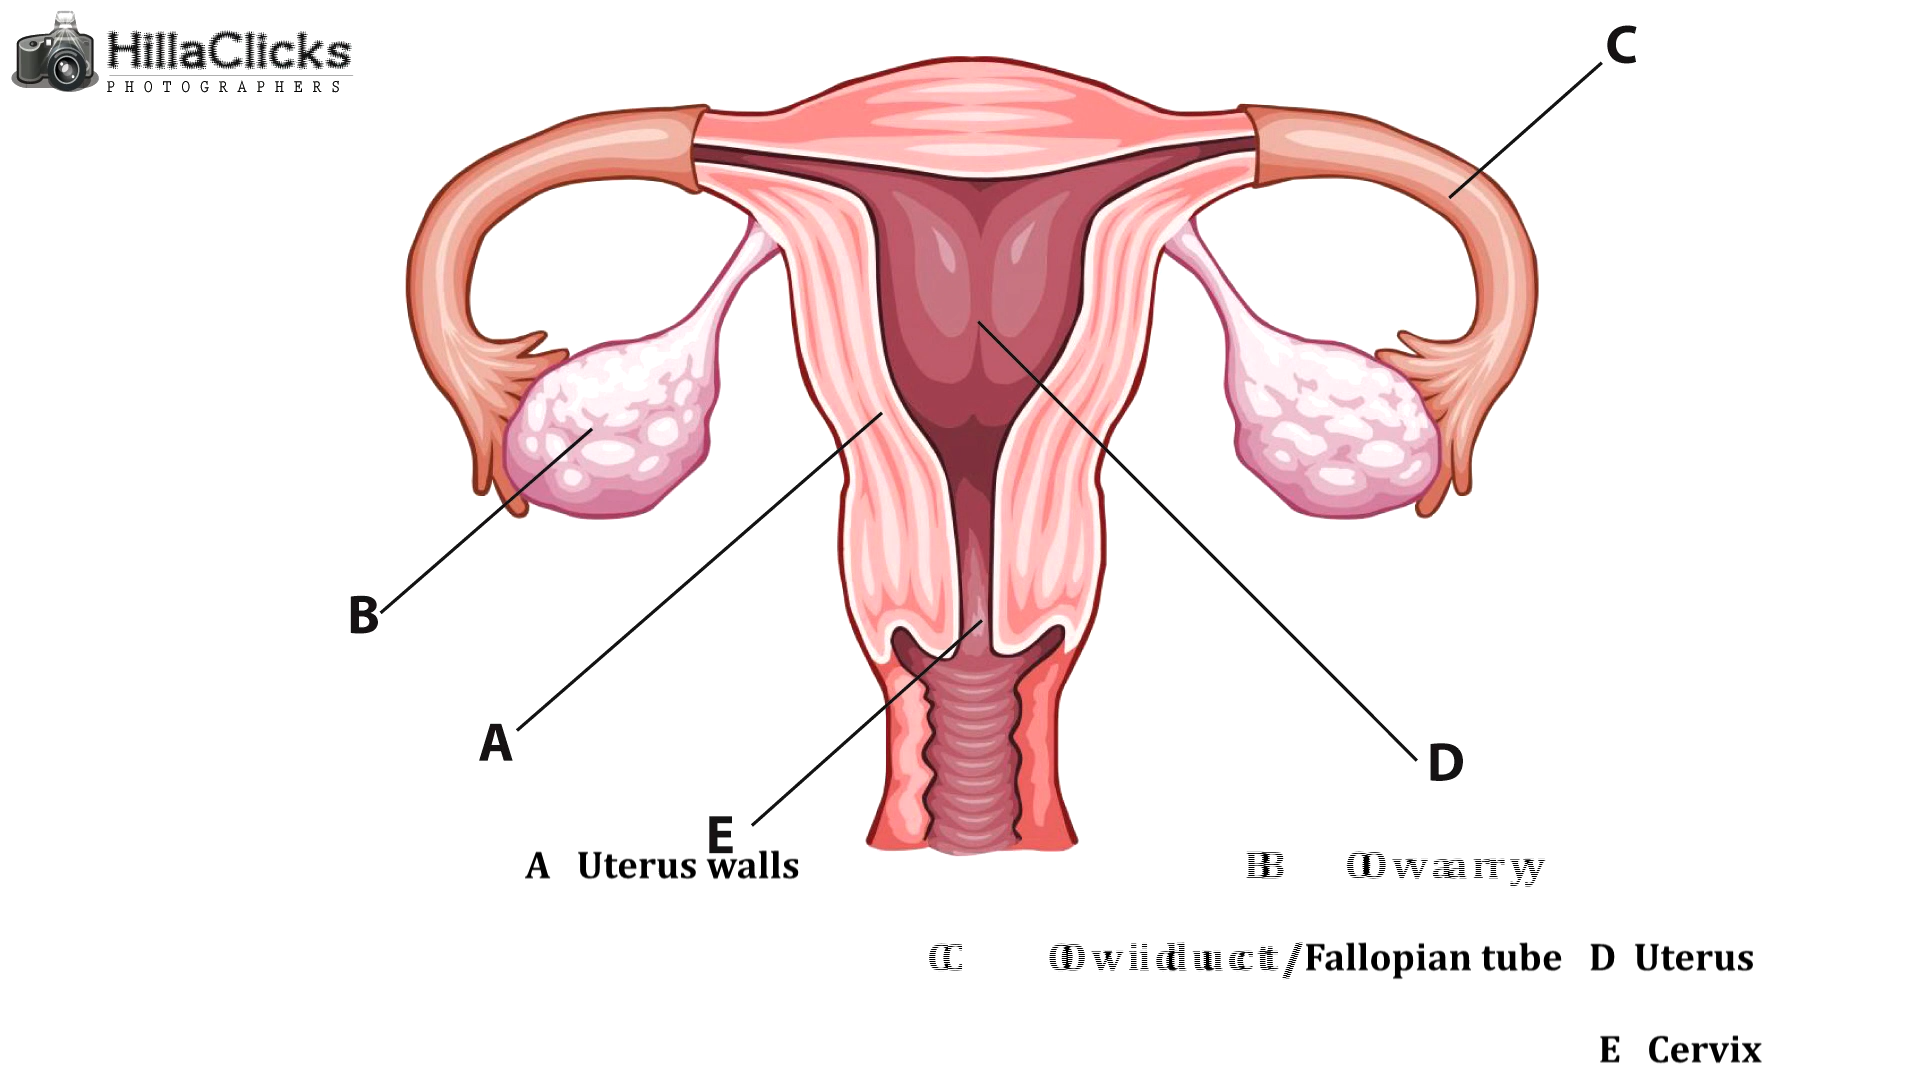 HillaClicks
PHOTOGRAPHERS
C
B
A
D
E
A Uterus walls B Ovary
C Oviduct/Fallopian tube D Uterus
E Cervix